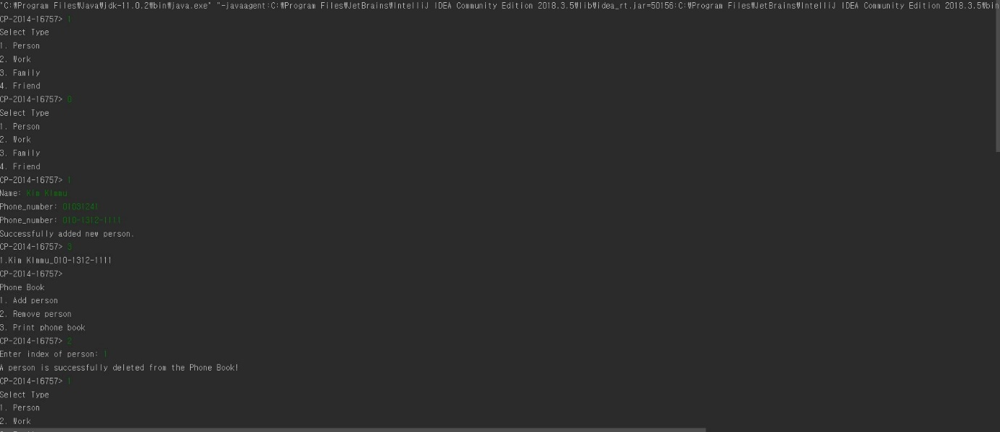 "C:₩Program Files₩Java₩jdk-11.0.2₩bin₩java.exe" "-javaagent:C:₩Program Files₩JetBrains₩IntelliJ IDEA Community Edition 2018.3.5₩lib₩idea_rt.jar=50156:C:₩Program Files₩JetBrains₩IntelliJ IDEA Community Edition 2018.3.5₩bin
CP-2014-16757> 1
Select Type
1. Person
2. Work
3. Family
4. Friend
CP-2014-16757> 0
Select Type
1. Person
2. Work
3. Family
4. Friend
CP-2014-16757> 1
Name: Kim KImmu
Phone_number: 01031241
Phone_number: 010-1312-1111
Successfully added new person.
CP-2014-16757> 3
1.Kim KImmu_010-1312-1111
CP-2014-16757>
Phone Book
1. Add person
2. Remove person
3. Print phone book
CP-2014-16757> 2
Enter index of person: 1
A person is successfully deleted from the Phone Book!
CP-2014-16757> 1
Select Type
1. Person
2. Work